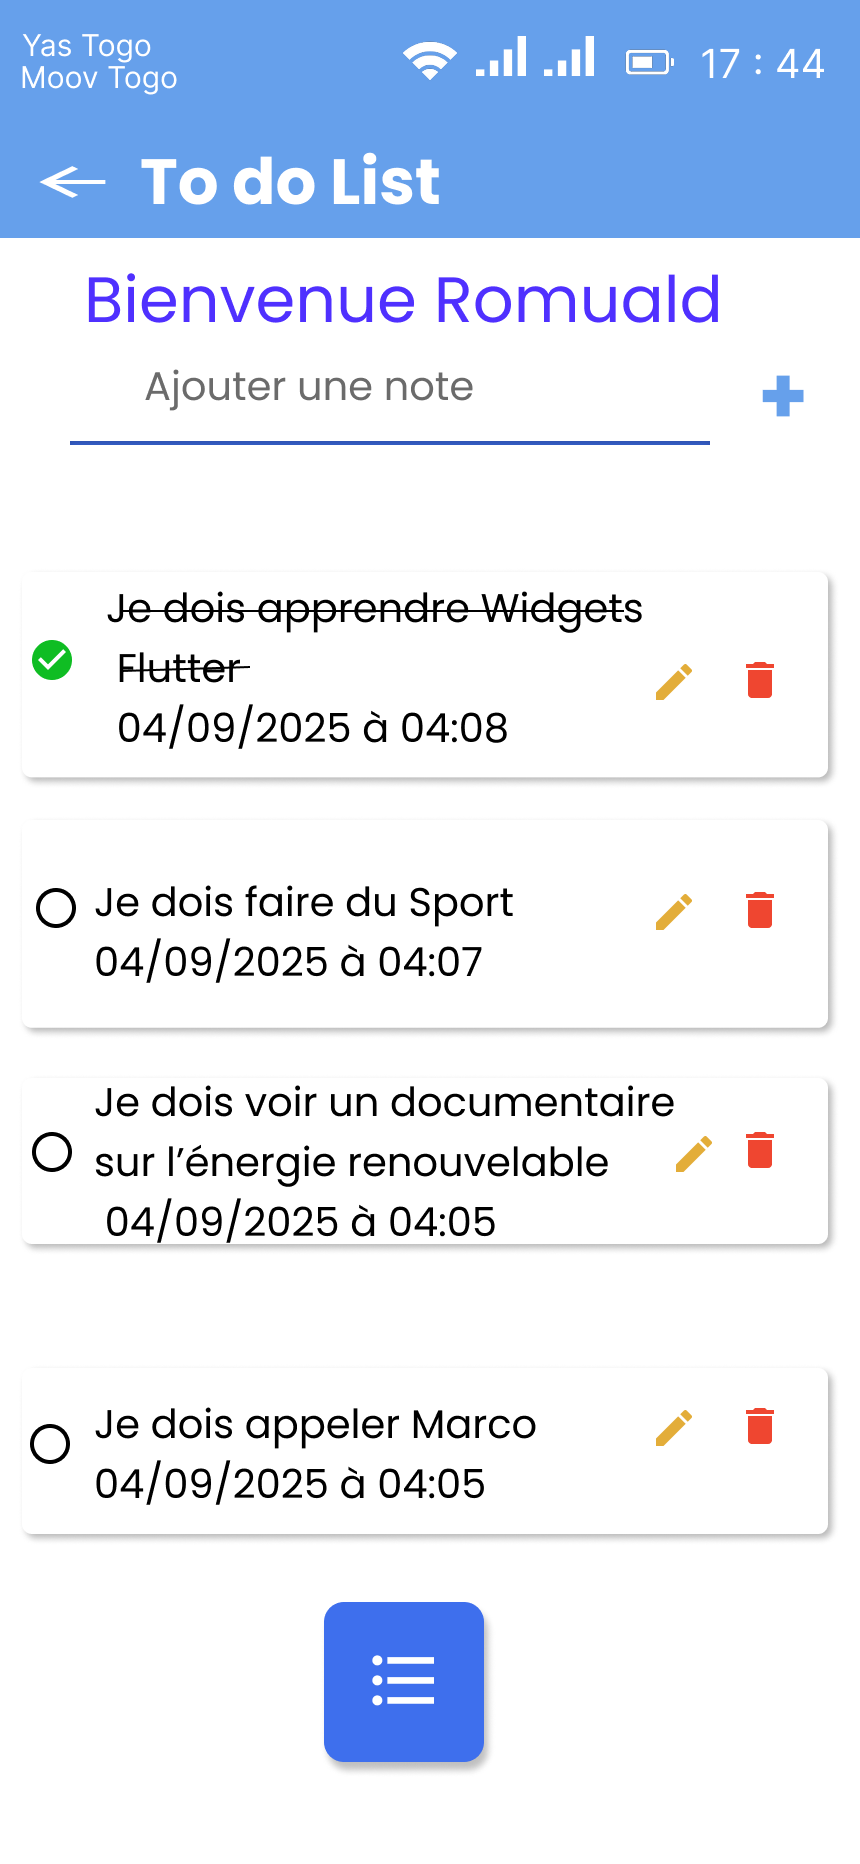 Yas Togo
Moov Togo
17 : 44
To do List
Bienvenue Romuald
Ajouter une note
Je dois apprendre Widgets
Flutter
04/09/2025 à 04:08
Je dois faire du Sport
04/09/2025 à 04:07
Je dois voir un documentaire
sur l’énergie renouvelable
04/09/2025 à 04:05
Je dois appeler Marco
04/09/2025 à 04:05